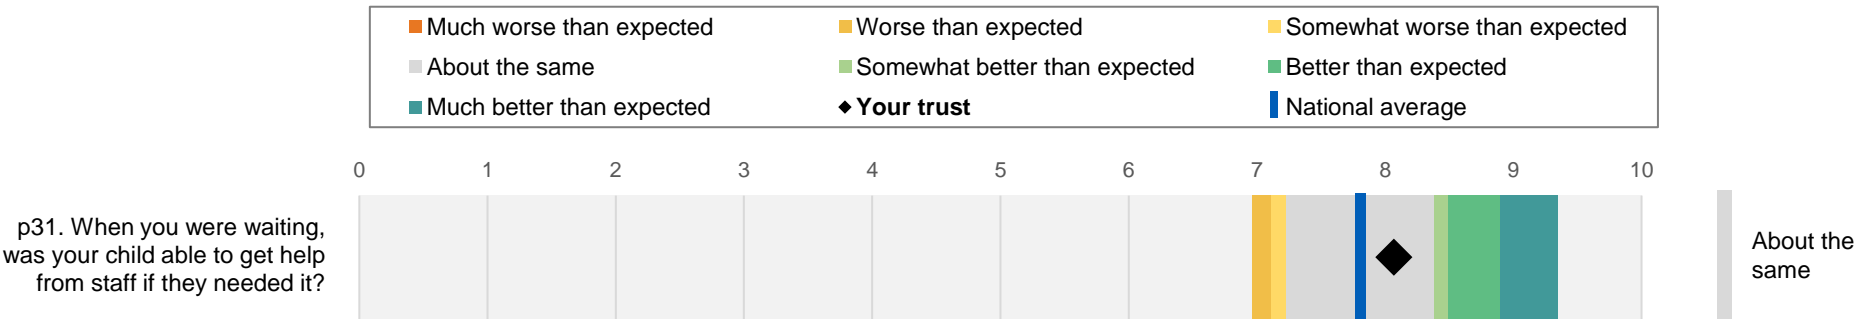 Much worse than expected
Worse than expected
Somewhat worse than expected
About the same
Somewhat better than expected
Better than expected
Much better than expected
Your trust
National average
0 1 2 3 4 5 6 7 8 9 10
p31. When you were waiting,
was your child able to get help
from staff if they needed it?
About the
same